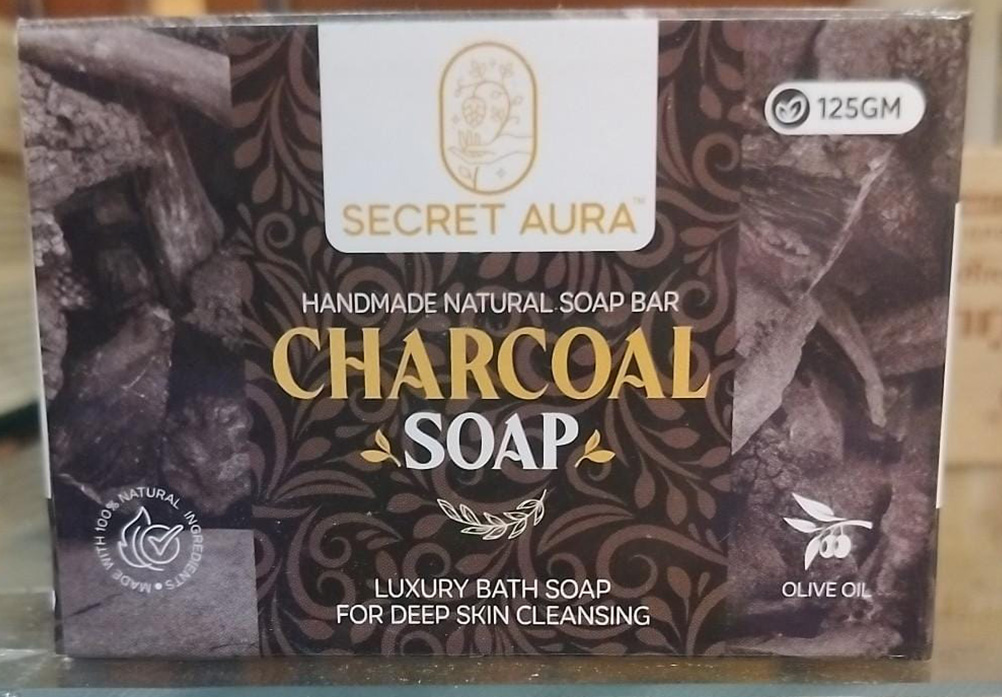 SECRET AURA™
125GM
HANDMADE NATURAL SOAP BAR
CHARCOAL
SOAP
MADE WITH 100% NATURAL INGREDIENTS
OLIVE OIL
LUXURY BATH SOAP
FOR DEEP SKIN CLEANSING